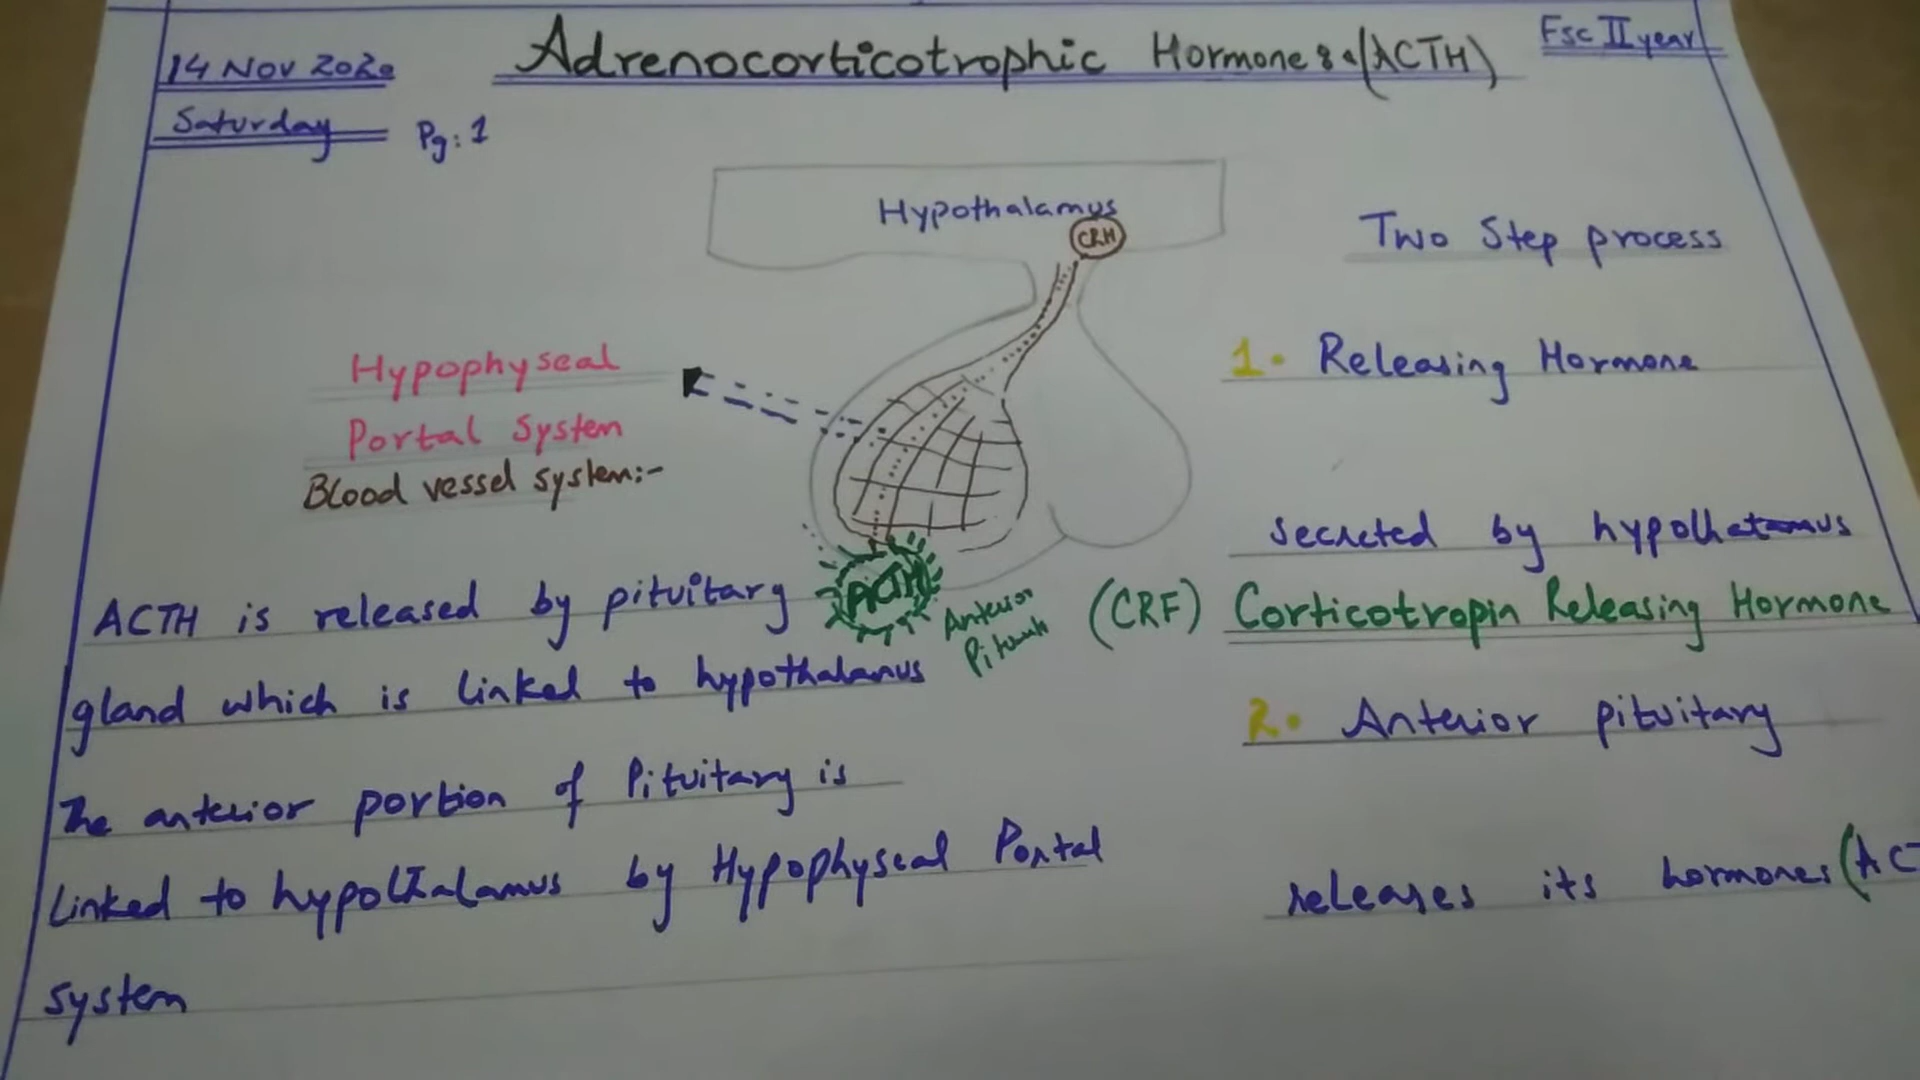 14 Nov 2020
Adrenocorticotrophic Hormone :- (ACTH)
Fsc II year
Saturday
Pg: 1
Hypothalamus
CRH
Two Step process
Hypophyseal
Portal System
Blood vessel system:-
1. Releasing Hormone
secreted by hypothalamus
(CRF) Corticotropin Releasing Hormone
ACTH
Anterior
ACTH is released by pituitary
gland which is linked to hypothalamus
2. Anterior pituitary
The anterior portion of Pituitary is
Linked to hypothalamus by Hypophyseal Portal
system
releases its hormones (AC